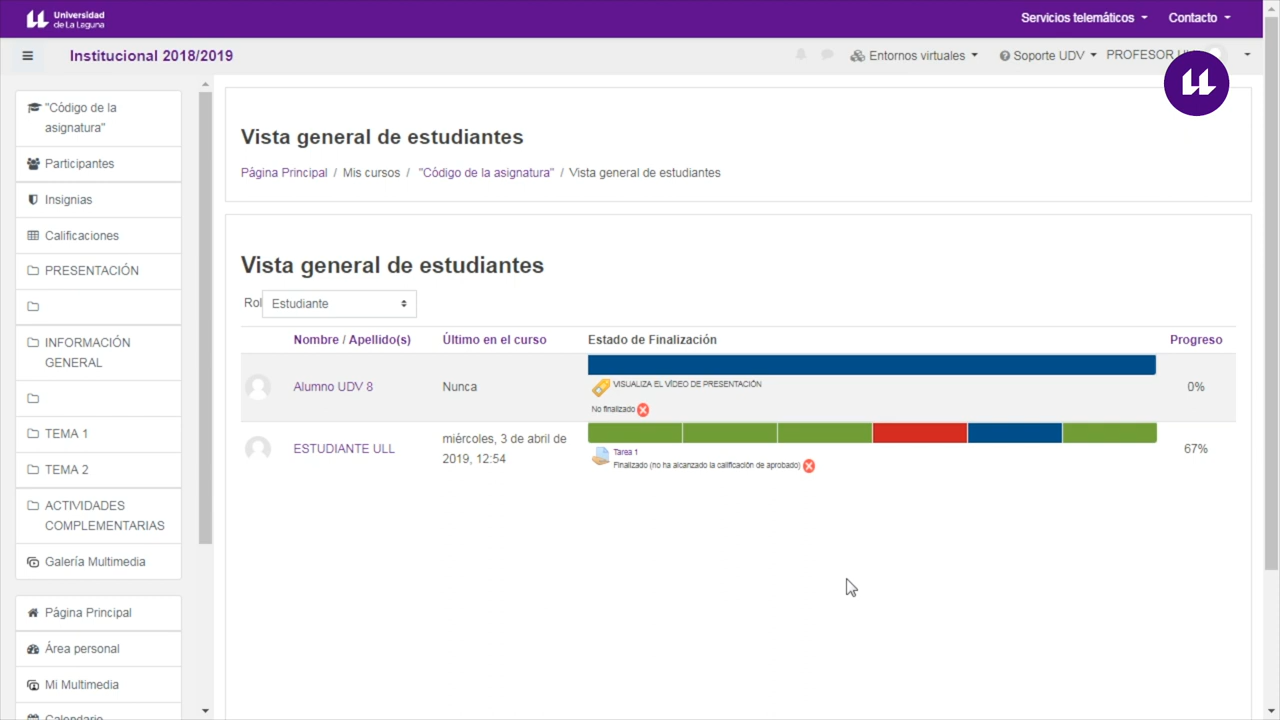 Universidad
de La Laguna
Servicios telemáticos
Contacto
Institucional 2018/2019
Entornos virtuales
Soporte UDV
PROFESOR
"Código de la
asignatura"
Participantes
Insignias
Calificaciones
PRESENTACIÓN
INFORMACIÓN
GENERAL
TEMA 1
TEMA 2
ACTIVIDADES
COMPLEMENTARIAS
Galería Multimedia
Página Principal
Área personal
Mi Multimedia
Calendario
Vista general de estudiantes
Página Principal / Mis cursos / "Código de la asignatura" / Vista general de estudiantes
Vista general de estudiantes
Rol Estudiante
Nombre / Apellido(s) Último en el curso Estado de Finalización Progreso
Alumno UDV 8 Nunca 0%
VISUALIZA EL VÍDEO DE PRESENTACIÓN
No finalizado
ESTUDIANTE ULL
miércoles, 3 de abril de
2019, 12:54
Tarea 1
Finalizado (no ha alcanzado la calificación de aprobado)
67%